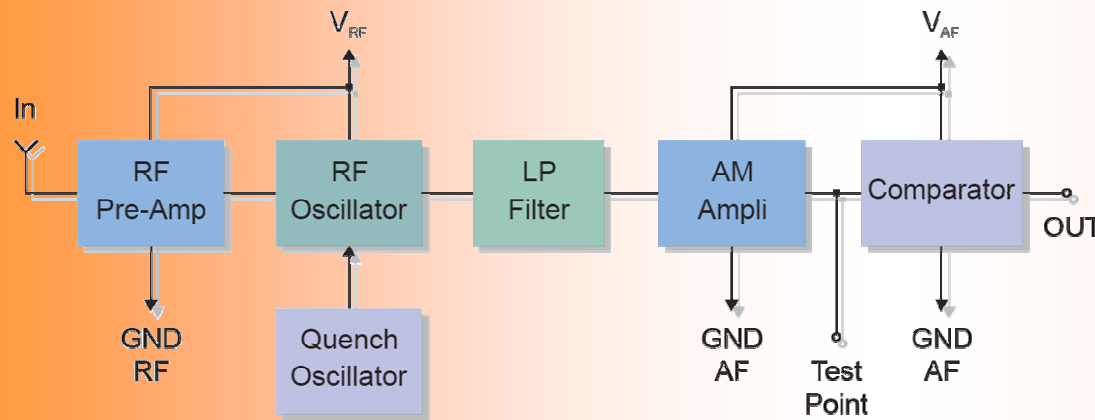 V_RF
V_AF
In
RF
Pre-Amp
RF
Oscillator
LP
Filter
AM
Ampli
Comparator
OUT
GND
RF
Quench
Oscillator
GND
AF
Test
Point
GND
AF